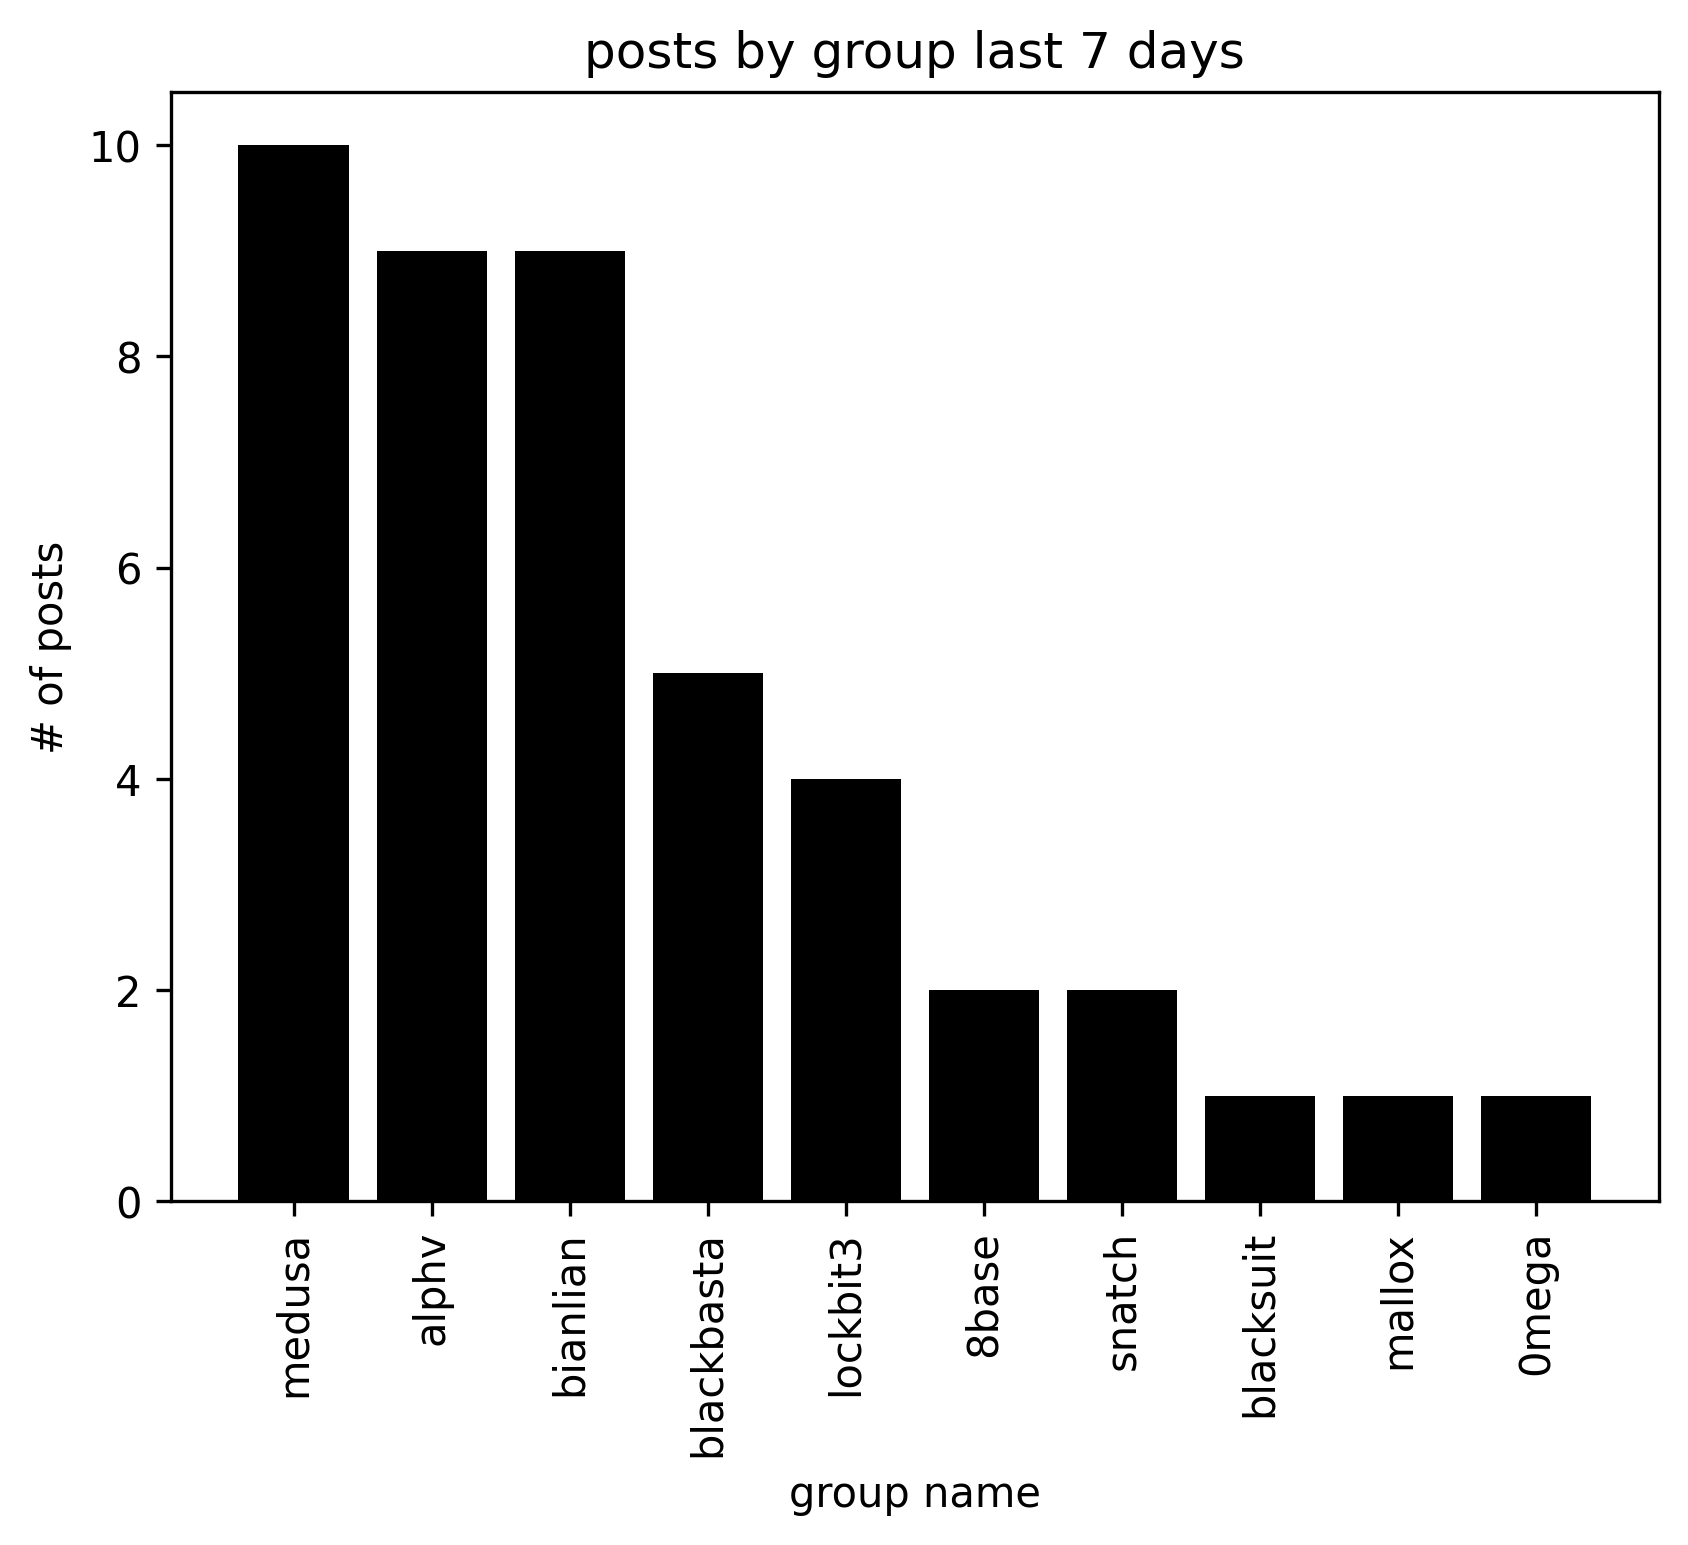 posts by group last 7 days
10
8
6
4
2
0
# of posts
medusa
alphv
bianlian
blackbasta
lockbit3
8base
snatch
blacksuit
mallox
0mega
group name